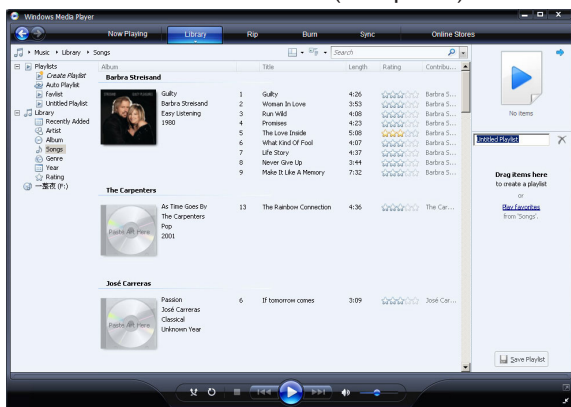 Windows Media Player
Now Playing Library Rip Burn Sync Online Stores
Music Library Songs
Search
Playlists
Create Playlist
Auto Playlist
favlist
Untitled Playlist
Library
Recently Added
Artist
Album
Songs
Genre
Year
Rating
Album Title Length Rating Contribu...
Barbra Streisand
Guilty
Barbra Streisand
Easy Listening
1980
1 Guilty 4:26 Barbra S...
2 Woman In Love 3:53 Barbra S...
3 Run Wild 4:08 Barbra S...
4 Promises 4:23 Barbra S...
5 The Love Inside 5:08 Barbra S...
6 What Kind Of Fool 4:07 Barbra S...
7 Life Story 4:37 Barbra S...
8 Never Give Up 3:44 Barbra S...
9 Make It Like A Memory 7:32 Barbra S...
The Carpenters
Paste Art Here
As Time Goes By
The Carpenters
Pop
2001
13 The Rainbow Connection 4:36 The Car...
José Carreras
Paste Art Here
Passion
José Carreras
Classical
Unknown Year
6 If tomorrow comes 3:09 José Car...
No items
Untitled Playlist
Drag items here
to create a playlist
or
Play favorites
from 'Songs'.
Save Playlist